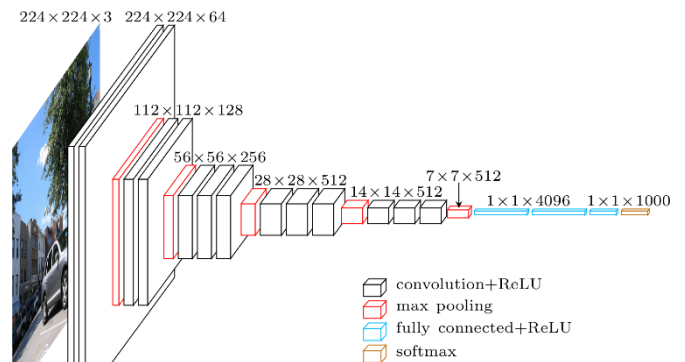 224×224×3
224×224×64
112×112×128
56×56×256
28×28×512
14×14×512
7×7×512
1×1×4096
1×1×1000
convolution+ReLU
max pooling
fully connected+ReLU
softmax